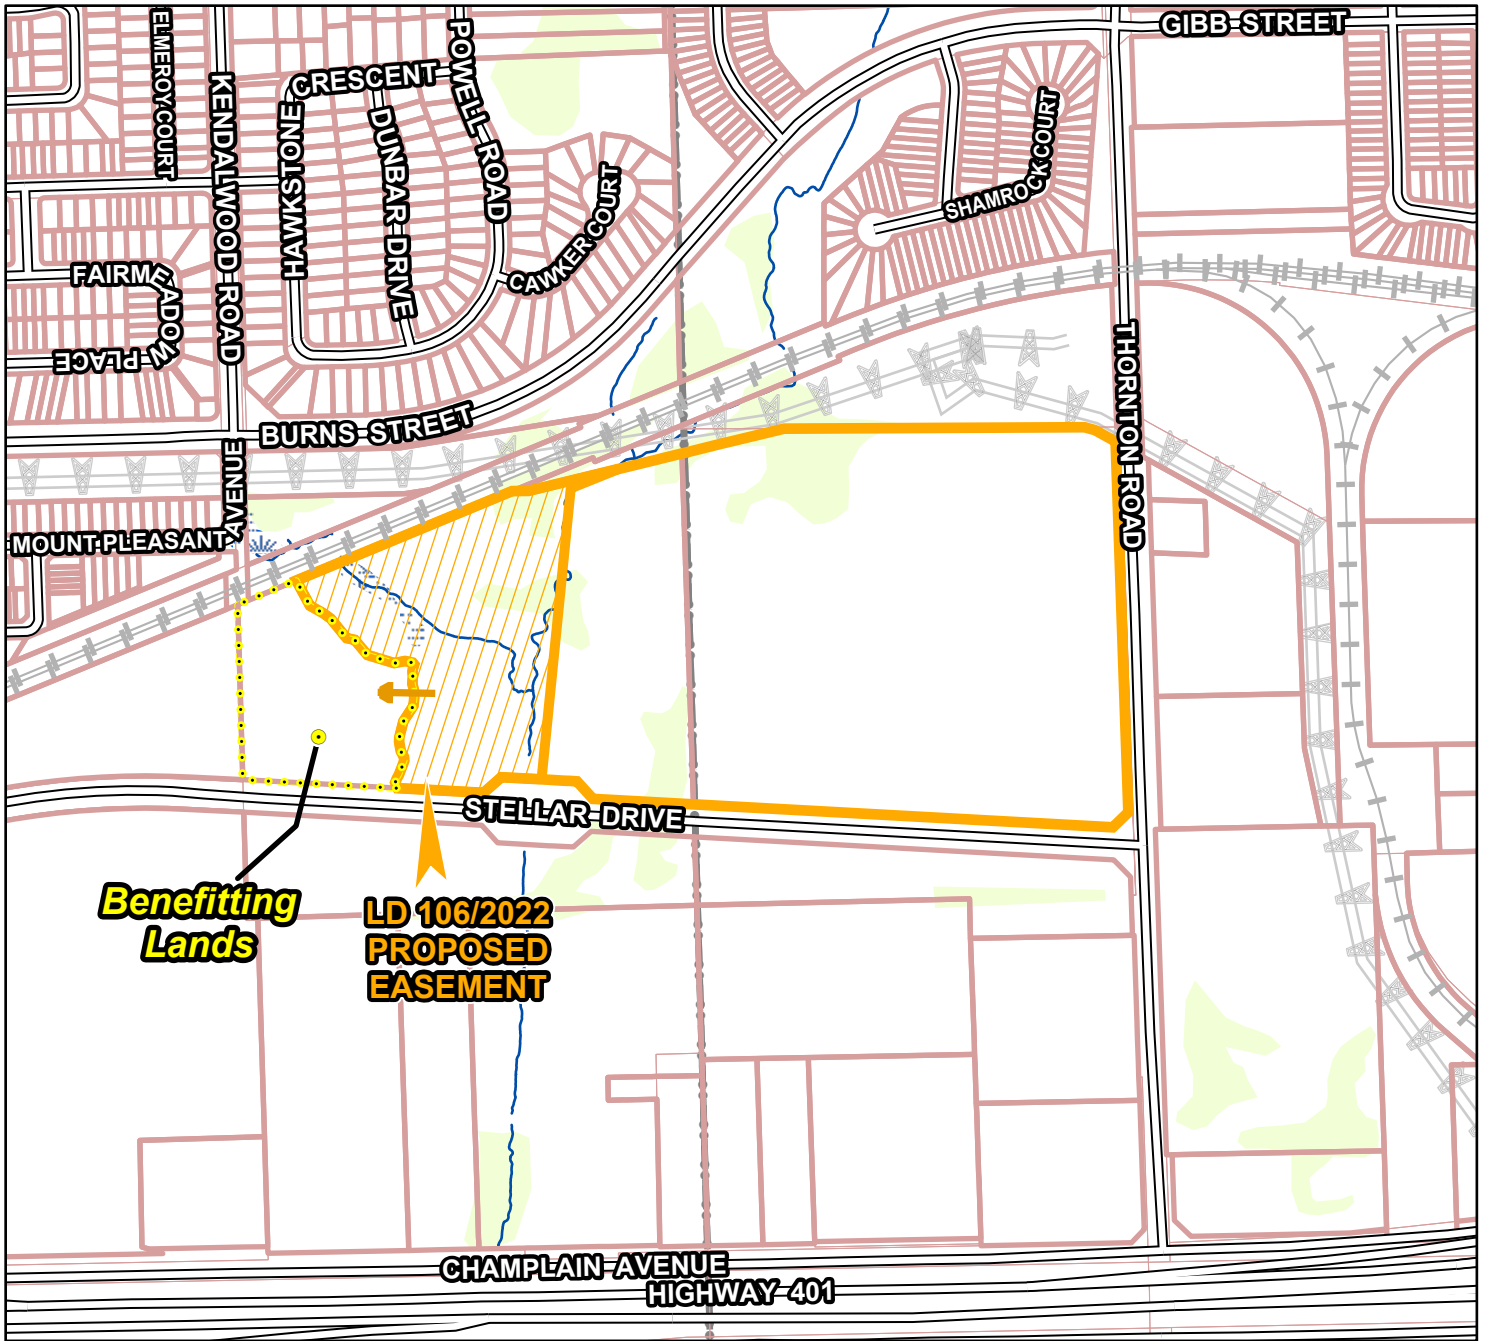 GIBB STREET
ELMEROY COURT
KENDALWOOD ROAD
CRESCENT
HAWKSTONE
DUNBAR DRIVE
POWELL ROAD
CAWKER COURT
SHAMROCK COURT
FAIRMEADOW
PLACE
THORNTON ROAD
BURNS STREET
AVENUE
MOUNT PLEASANT
STELLAR DRIVE
Benefitting
Lands
LD 106/2022
PROPOSED
EASEMENT
CHAMPLAIN AVENUE
HIGHWAY 401